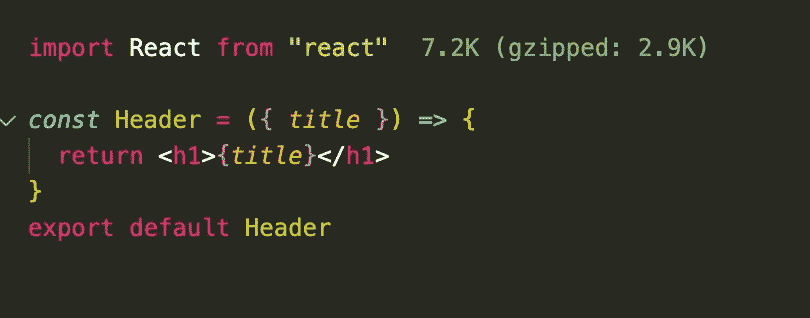 import React from "react" 7.2K (gzipped: 2.9K)
const Header = ({ title }) => {
return <h1>{title}</h1>
}
export default Header